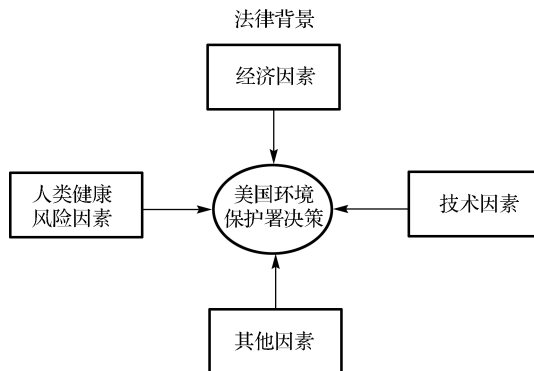 法律背景
经济因素
人类健康
风险因素
美国环境
保护署决策
技术因素
其他因素